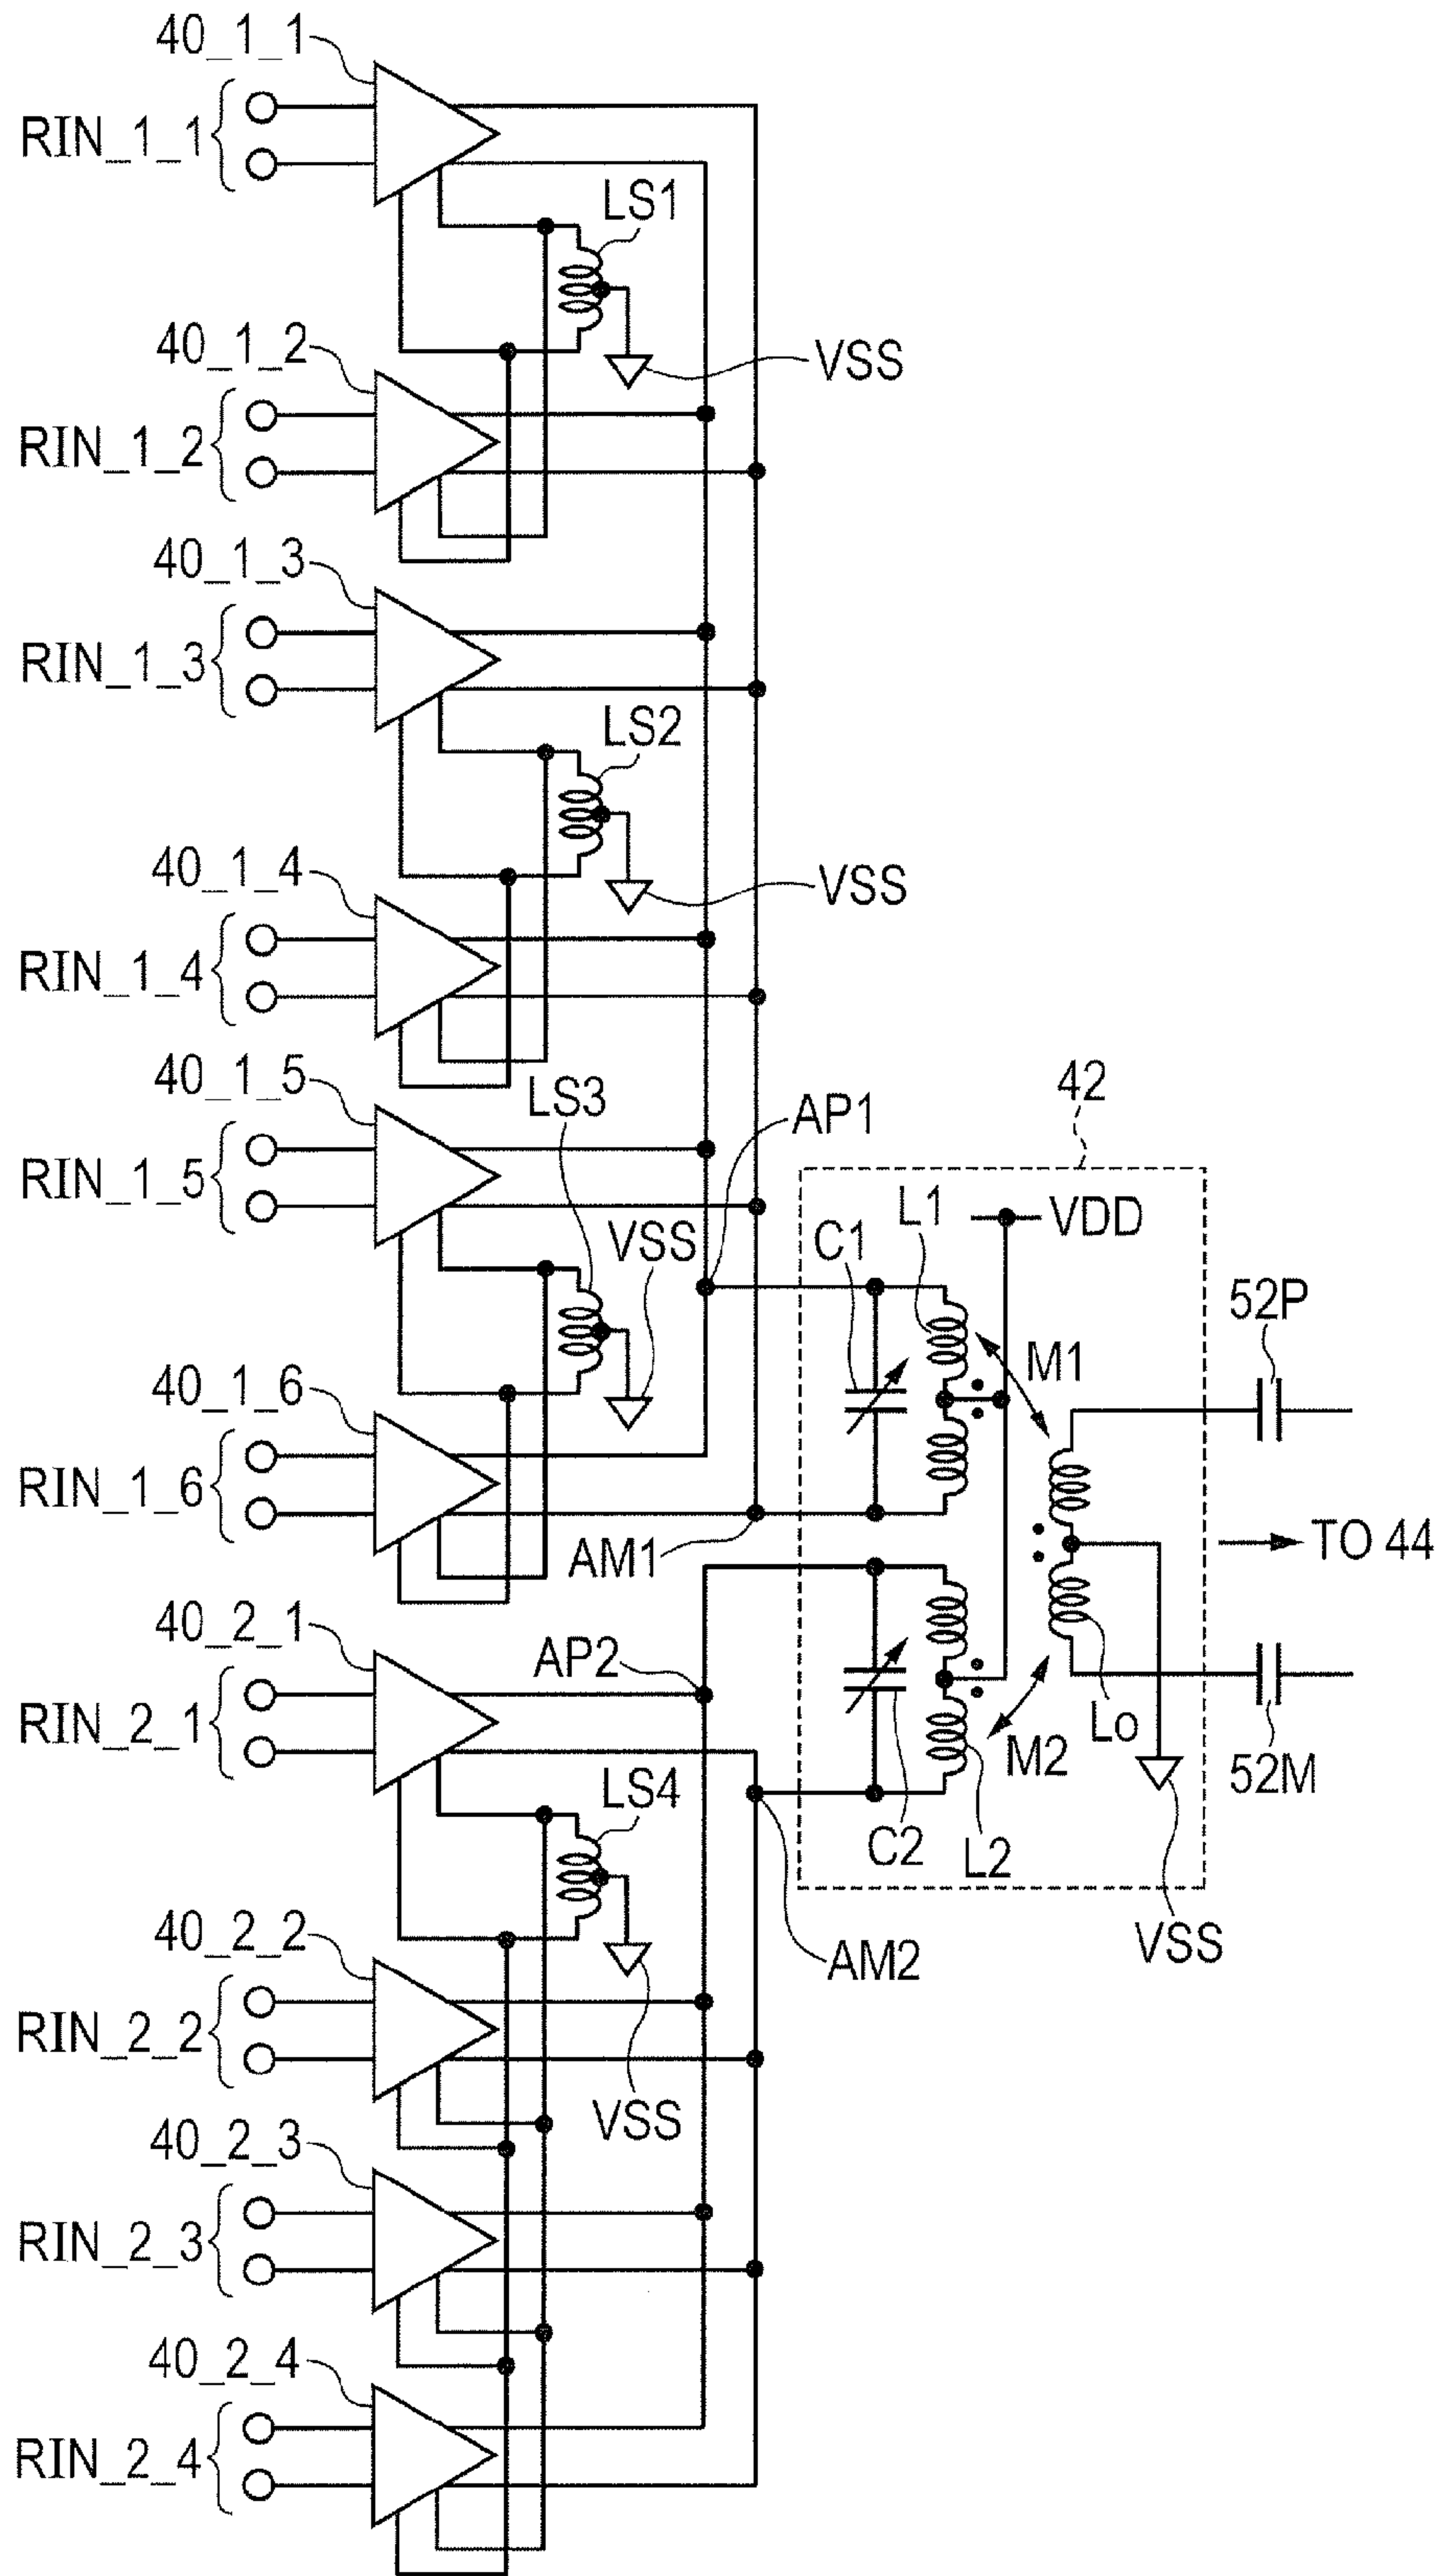 40_1_1
RIN_1_1
LS1
VSS
40_1_2
RIN_1_2
40_1_3
RIN_1_3
LS2
VSS
40_1_4
RIN_1_4
40_1_5
LS3
RIN_1_5
VSS
AP1
42
L1
VDD
C1
52P
M1
40_1_6
RIN_1_6
AM1
TO 44
40_2_1
RIN_2_1
AP2
M2
Lo
52M
LS4
C2
L2
VSS
40_2_2
RIN_2_2
AM2
VSS
40_2_3
RIN_2_3
40_2_4
RIN_2_4